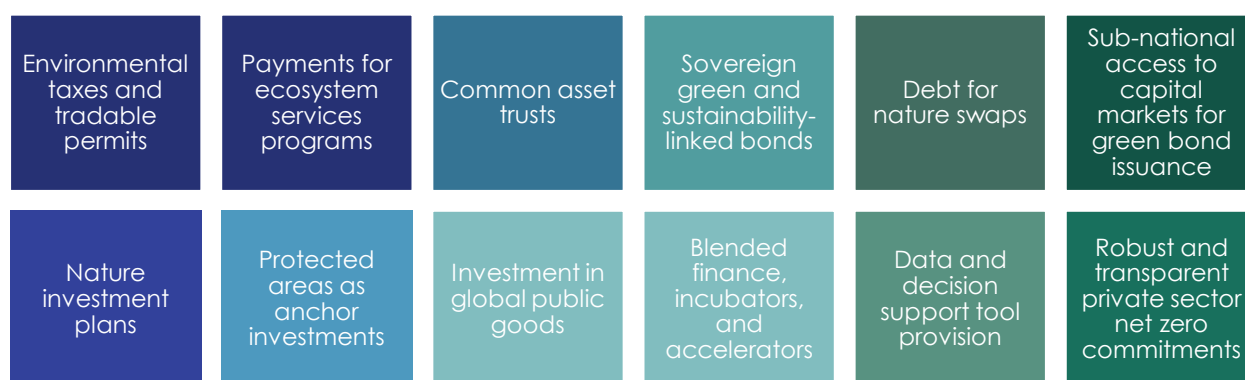 Environmental
taxes and
tradable
permits
Payments for
ecosystem
services
programs
Common asset
trusts
Sovereign
green and
sustainability-
linked bonds
Debt for
nature swaps
Sub-national
access to
capital
markets for
green bond
issuance
Nature
investment
plans
Protected
areas as
anchor
investments
Investment in
global public
goods
Blended
finance,
incubators,
and
accelerators
Data and
decision
support tool
provision
Robust and
transparent
private sector
net zero
commitments